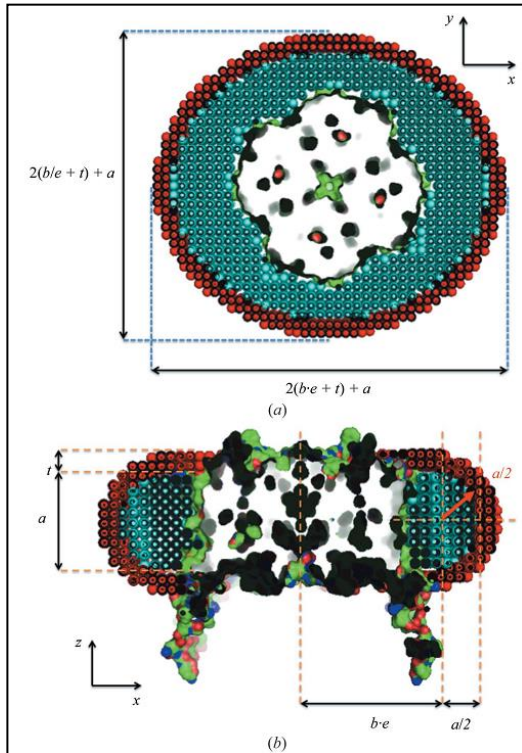 y
x
2(b/e + t) + a
2(b·e + t) + a
(a)
t
a
a/2
z
x
b·e
a/2
(b)